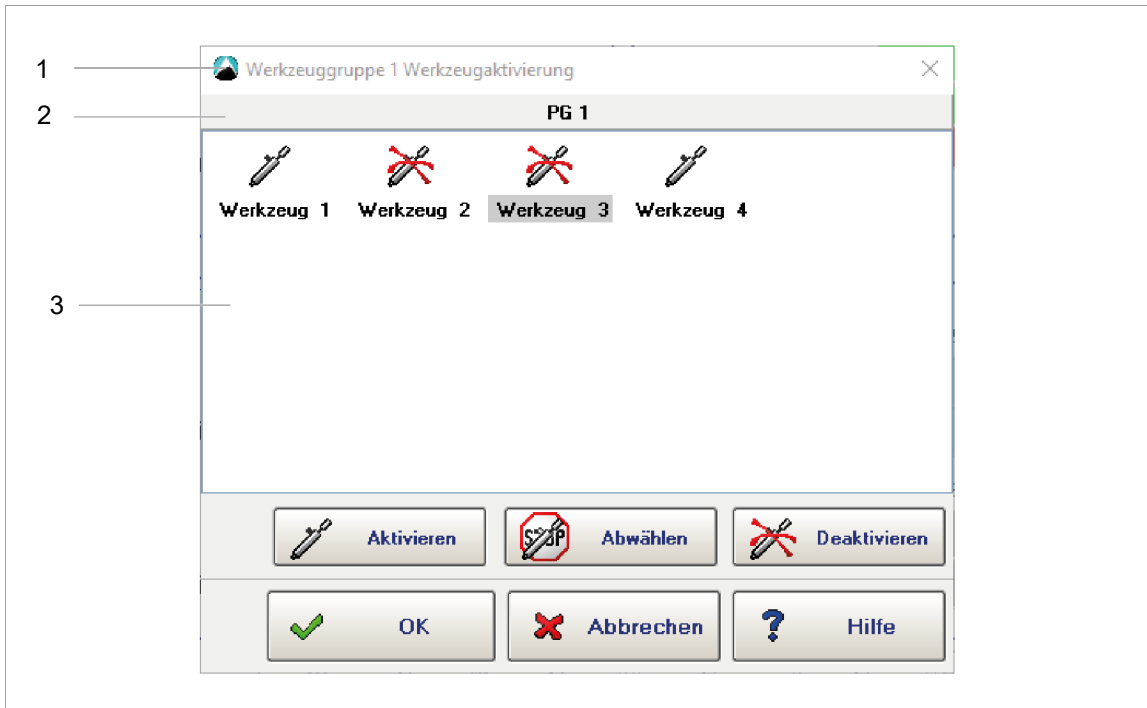 1
Werkzeuggruppe 1 Werkzeugaktivierung
2
PG 1
Werkzeug 1 Werkzeug 2 Werkzeug 3 Werkzeug 4
3
Aktivieren STOP Abwählen Deaktivieren
OK Abbrechen ? Hilfe